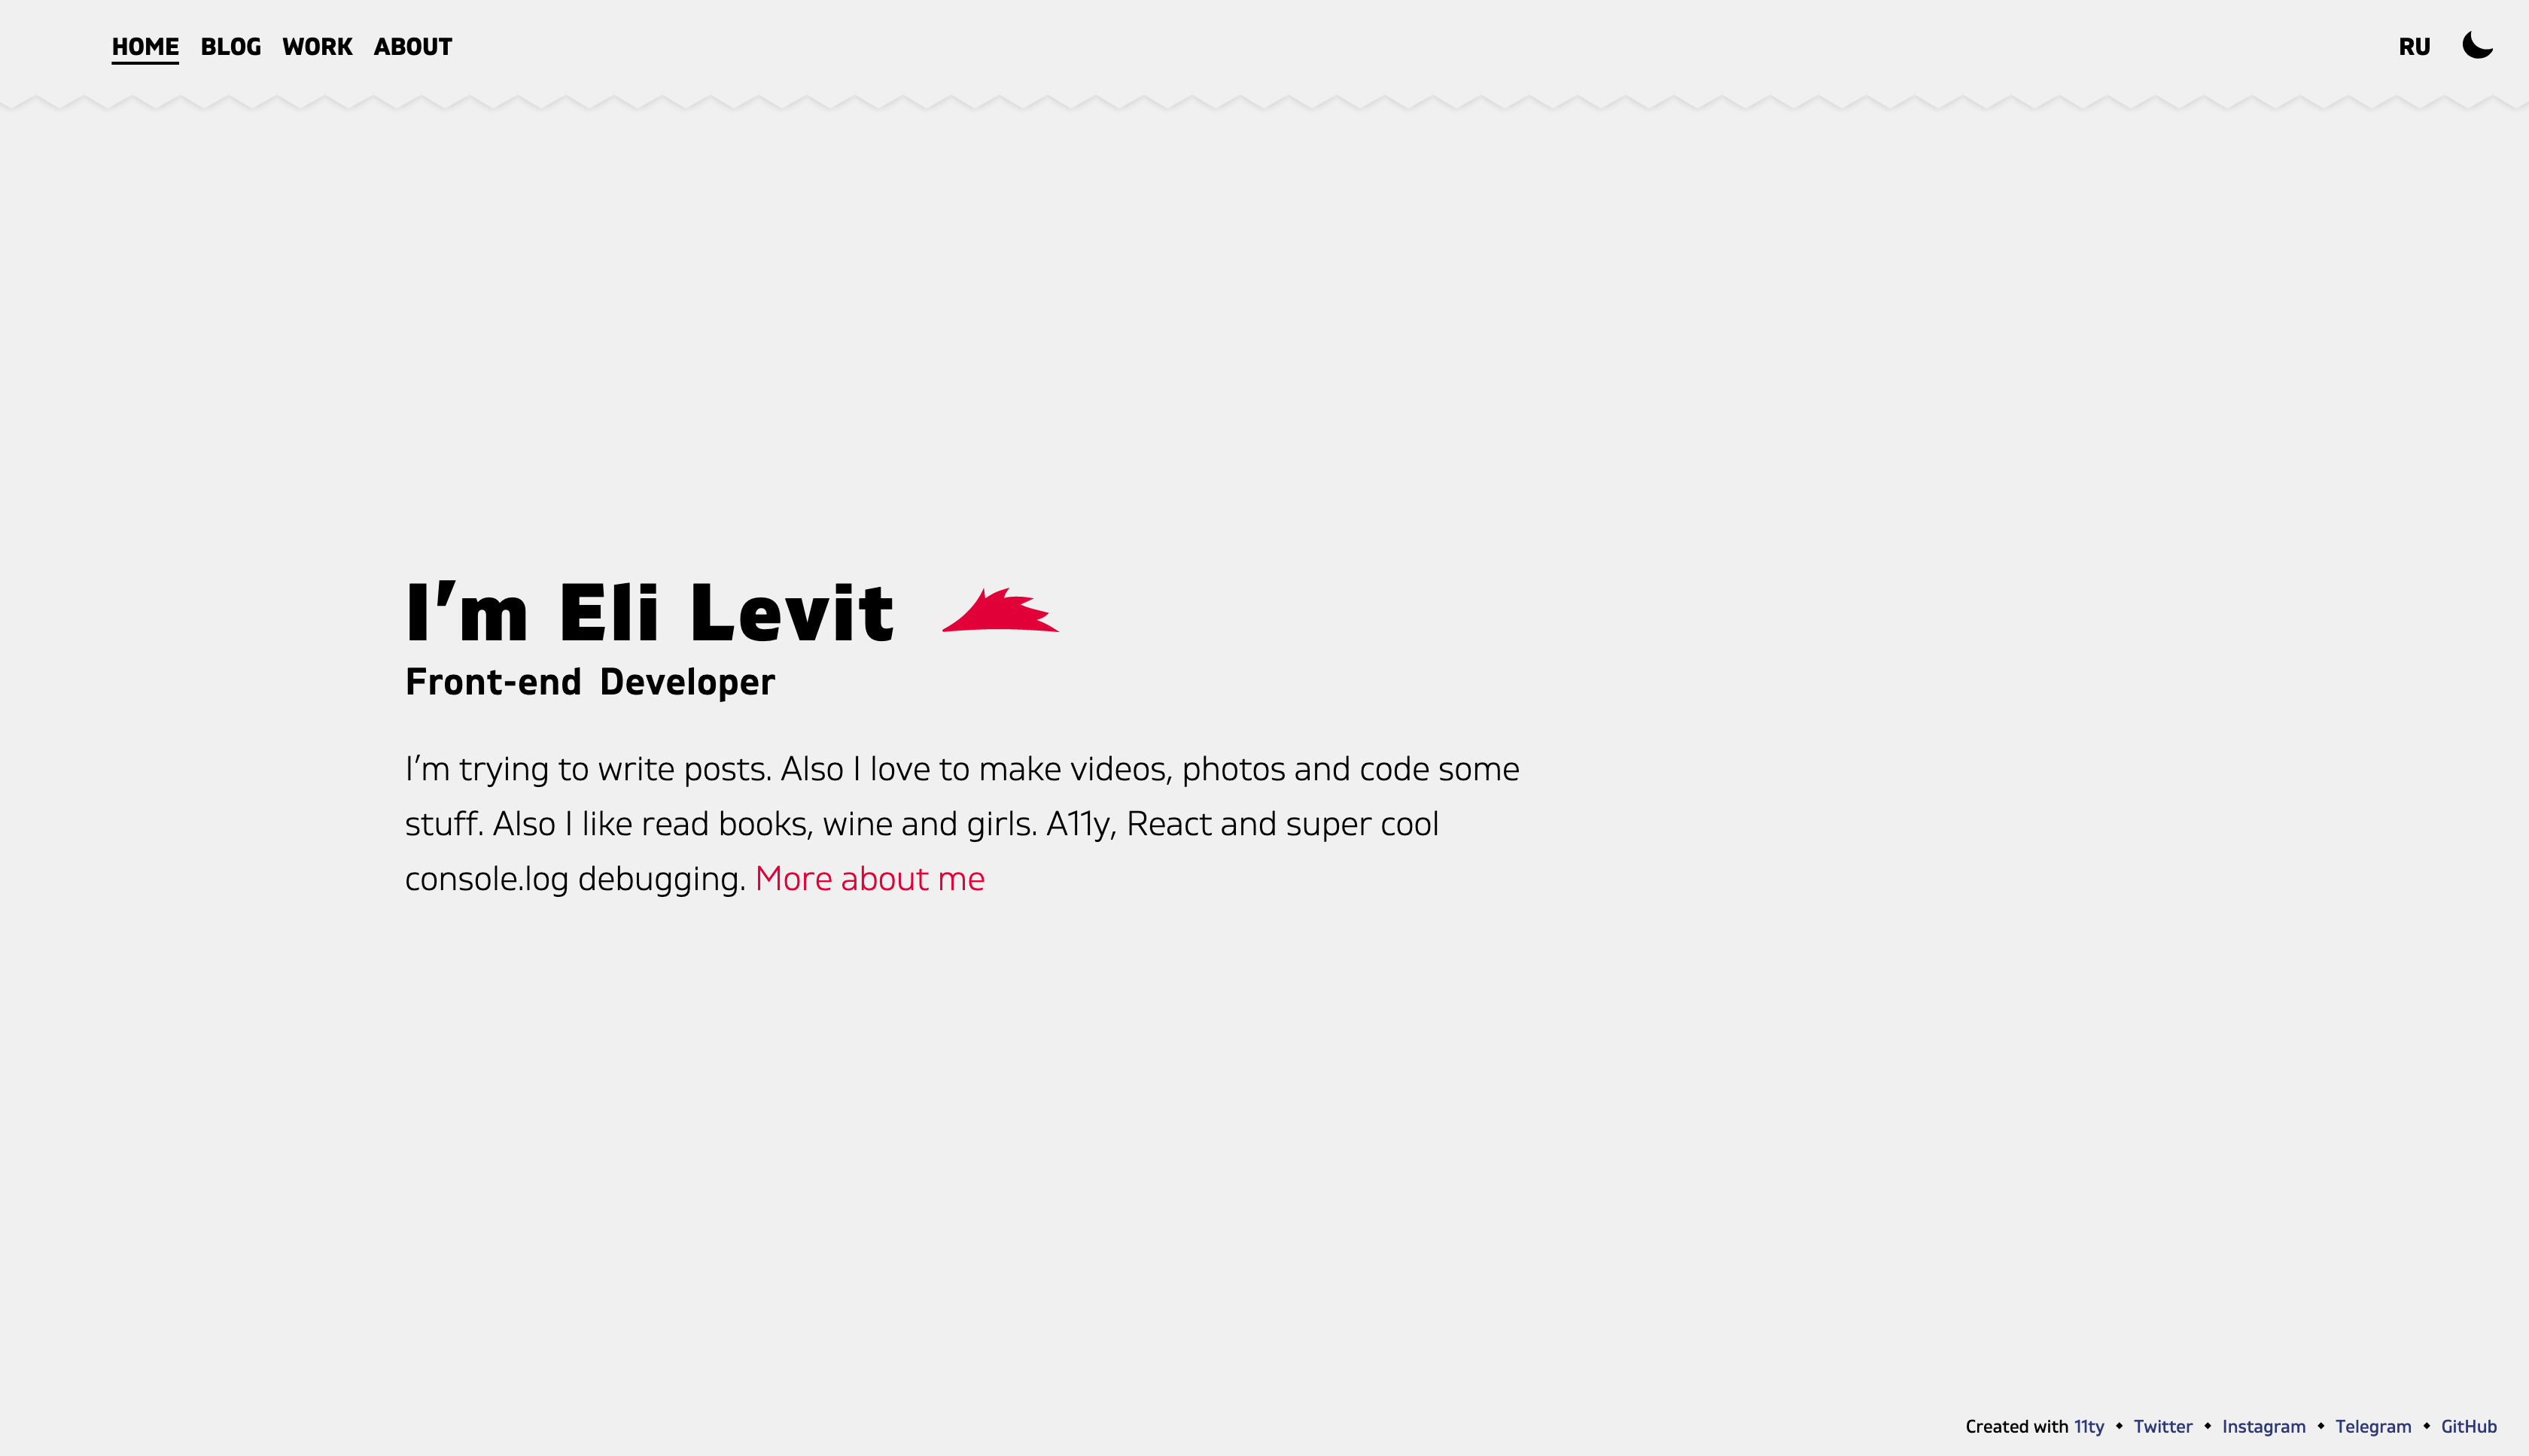 HOME BLOG WORK ABOUT RU
I’m Eli Levit
Front-end Developer
I’m trying to write posts. Also I love to make videos, photos and code some
stuff. Also I like read books, wine and girls. A11y, React and super cool
console.log debugging. More about me
Created with 11ty ◆ Twitter ◆ Instagram ◆ Telegram ◆ GitHub